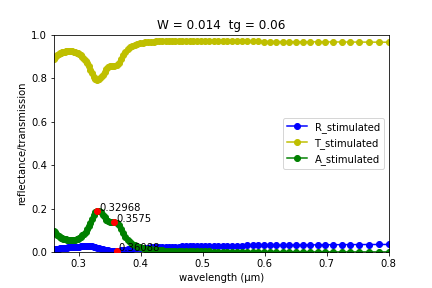 W = 0.014  tg = 0.06
reflectance/transmission
1.0
0.8
0.6
0.4
0.2
0.0
R_stimulated
T_stimulated
A_stimulated
0.32968
0.3575
0.3
0.4
0.5
0.6
0.7
0.8
wavelength (μm)